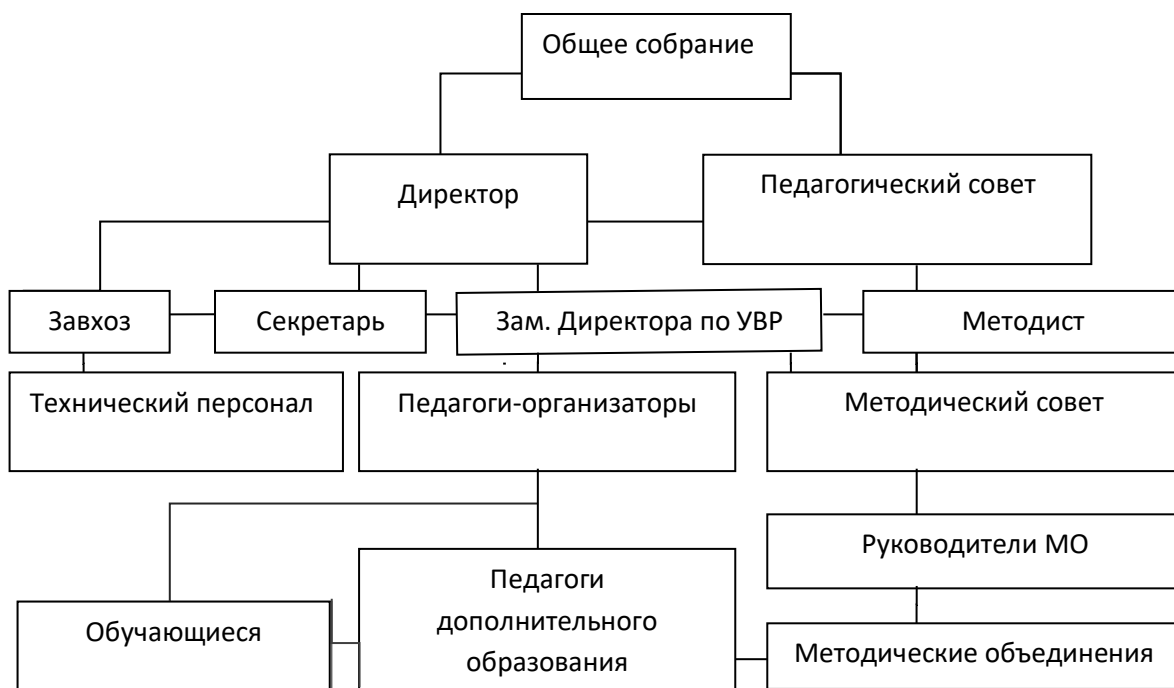 Общее собрание
Директор
Педагогический совет
Завхоз
Секретарь
Зам. Директора по УВР
Методист
Технический персонал
Педагоги-организаторы
Методический совет
Руководители МО
Обучающиеся
Педагоги
дополнительного
образования
Методические объединения